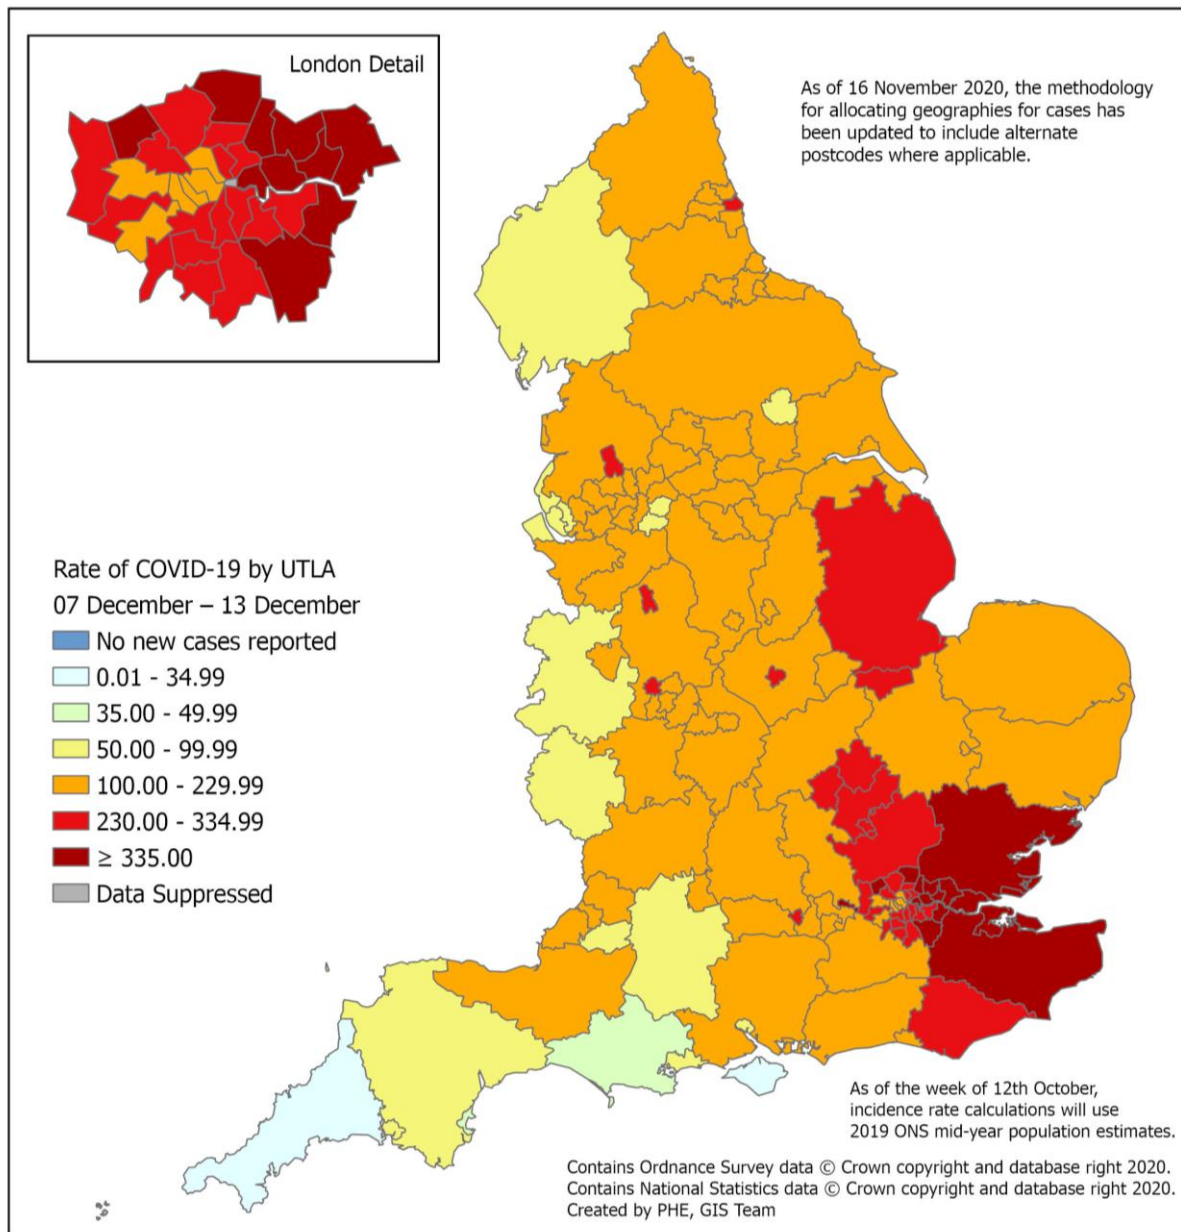 London Detail
As of 16 November 2020, the methodology
for allocating geographies for cases has
been updated to include alternate
postcodes where applicable.
Rate of COVID-19 by UTLA
07 December – 13 December
No new cases reported
0.01 - 34.99
35.00 - 49.99
50.00 - 99.99
100.00 - 229.99
230.00 - 334.99
≥ 335.00
Data Suppressed
As of the week of 12th October,
incidence rate calculations will use
2019 ONS mid-year population estimates.
Contains Ordnance Survey data © Crown copyright and database right 2020.
Contains National Statistics data © Crown copyright and database right 2020.
Created by PHE, GIS Team